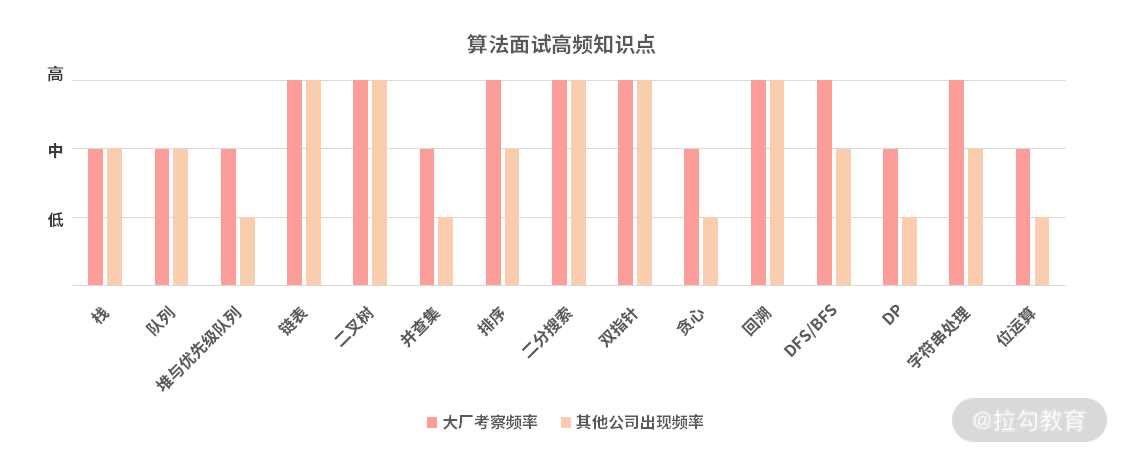 算法面试高频知识点
高
中
低
栈
队列
堆与优先级队列
链表
二叉树
并查集
排序
二分搜索
双指针
贪心
回溯
DFS/BFS
DP
字符串处理
位运算
大厂考察频率
其他公司出现频率
@拉勾教育